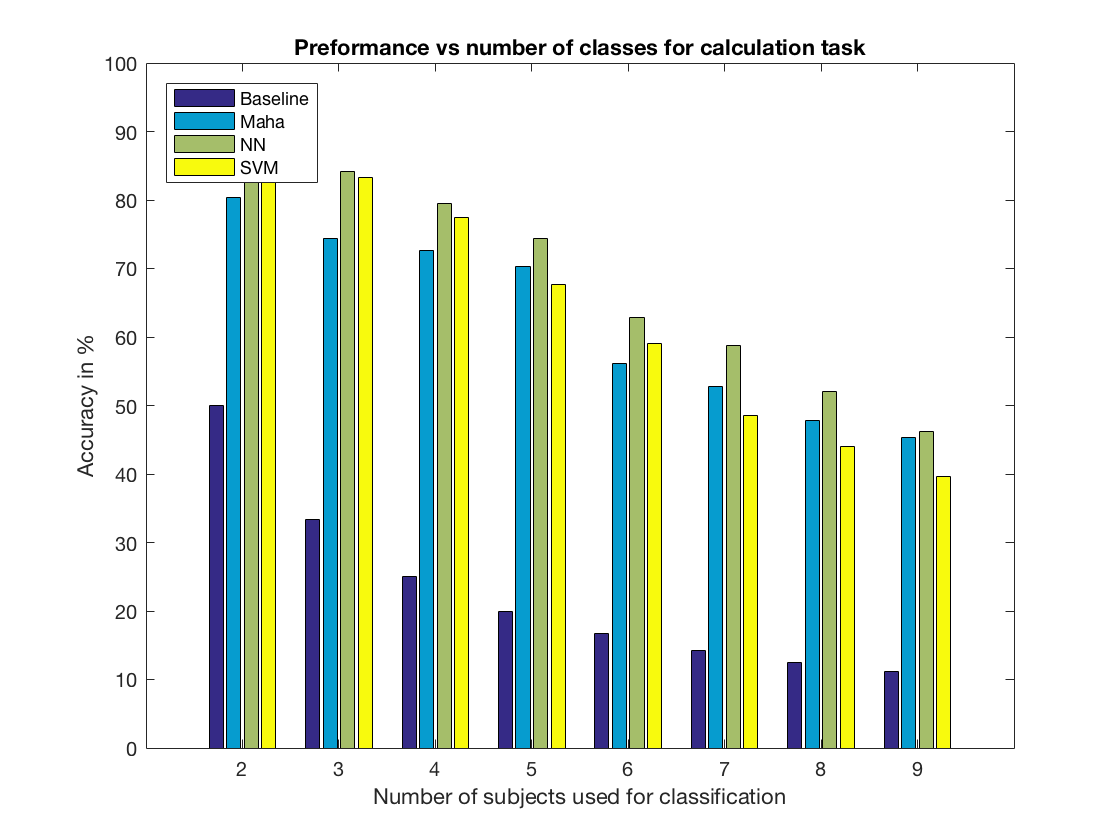 Preformance vs number of classes for calculation task
100
90
80
70
60
50
40
30
20
10
0
Accuracy in %
Baseline
Maha
NN
SVM
2 3 4 5 6 7 8 9
Number of subjects used for classification